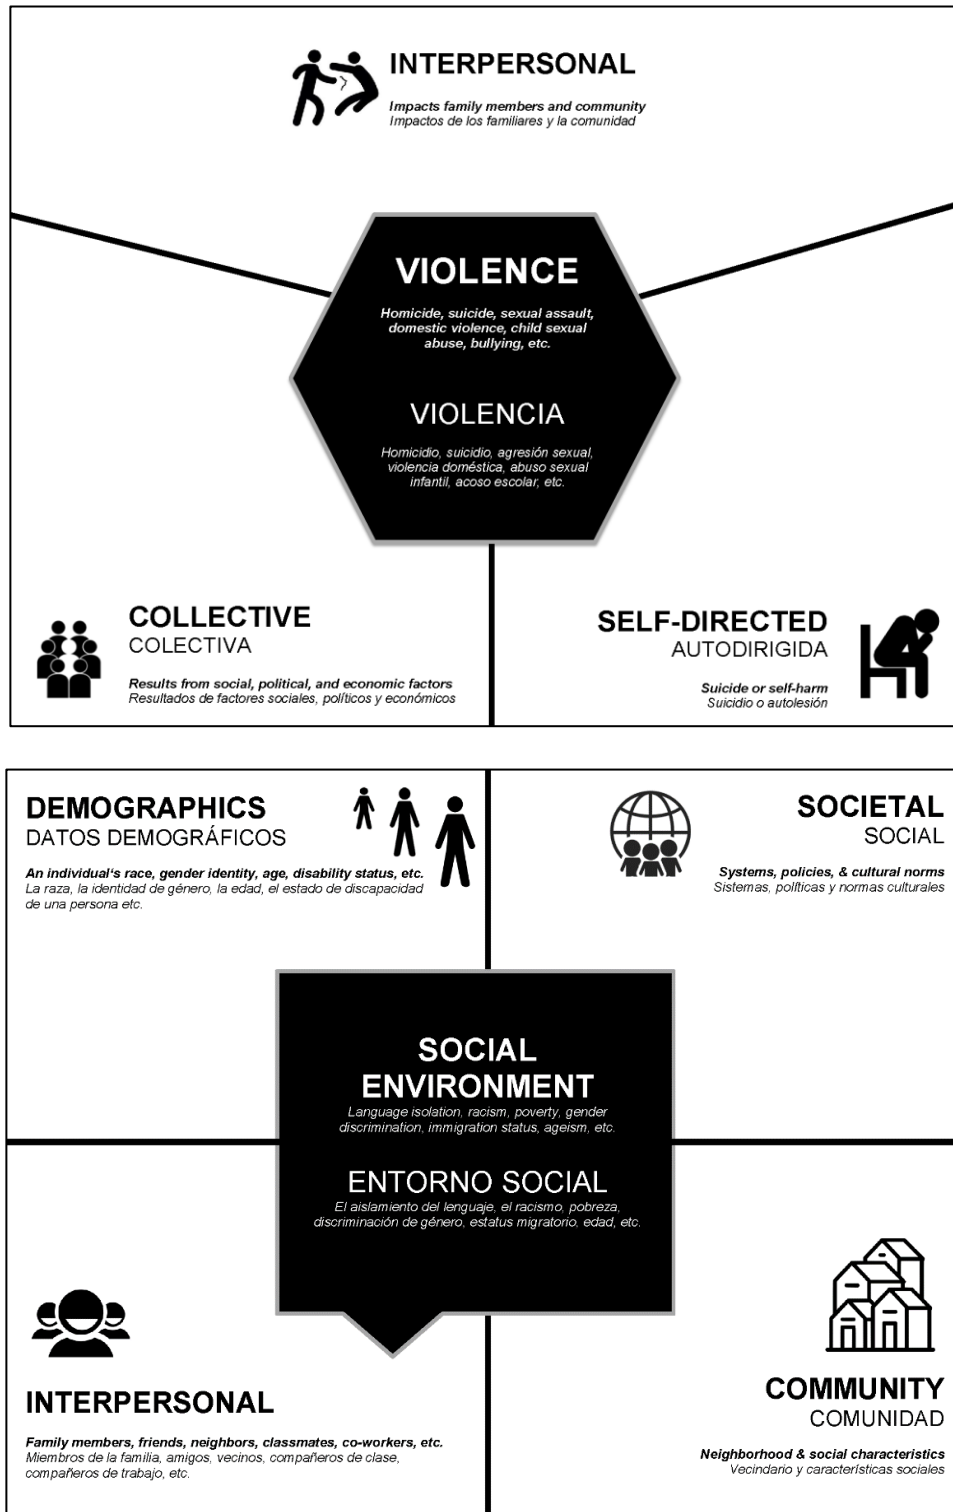 INTERPERSONAL
Impacts family members and community
Impactos de los familiares y la comunidad
VIOLENCE
Homicide, suicide, sexual assault,
domestic violence, child sexual
abuse, bullying, etc.
VIOLENCIA
Homicidio, suicidio, agresión sexual,
violencia doméstica, abuso sexual
infantil, acoso escolar, etc.
COLLECTIVE
COLECTIVA
Results from social, political, and economic factors
Resultados de factores sociales, políticos y económicos
SELF-DIRECTED
AUTODIRIGIDA
Suicide or self-harm
Suicidio o autolesión
DEMOGRAPHICS
DATOS DEMOGRÁFICOS
An individual's race, gender identity, age, disability status, etc.
La raza, la identidad de género, la edad, el estado de discapacidad
de una persona etc.
SOCIETAL
SOCIAL
Systems, policies, & cultural norms
Sistemas, políticas y normas culturales
SOCIAL
ENVIRONMENT
Language isolation, racism, poverty, gender
discrimination, immigration status, ageism, etc.
ENTORNO SOCIAL
El aislamiento del lenguaje, el racismo, pobreza,
discriminación de género, estatus migratorio, edad, etc.
INTERPERSONAL
Family members, friends, neighbors, classmates, co-workers, etc.
Miembros de la familia, amigos, vecinos, compañeros de clase,
compañeros de trabajo, etc.
COMMUNITY
COMUNIDAD
Neighborhood & social characteristics
Vecindario y características sociales